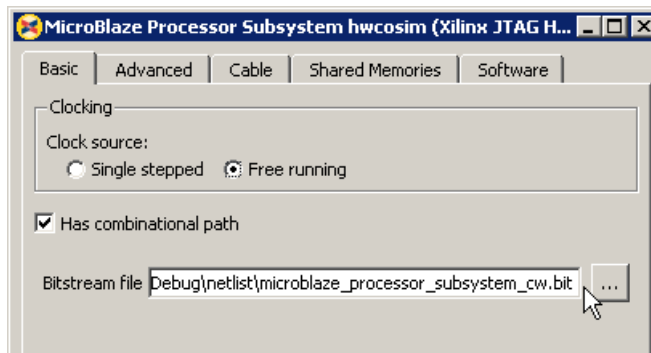 MicroBlaze Processor Subsystem hwcosim (Xilinx JTAG H...
Basic Advanced Cable Shared Memories Software
Clocking
Clock source:
Single stepped Free running
Has combinational path
Bitstream file Debug\netlist\microblaze_processor_subsystem_cw.bit ...